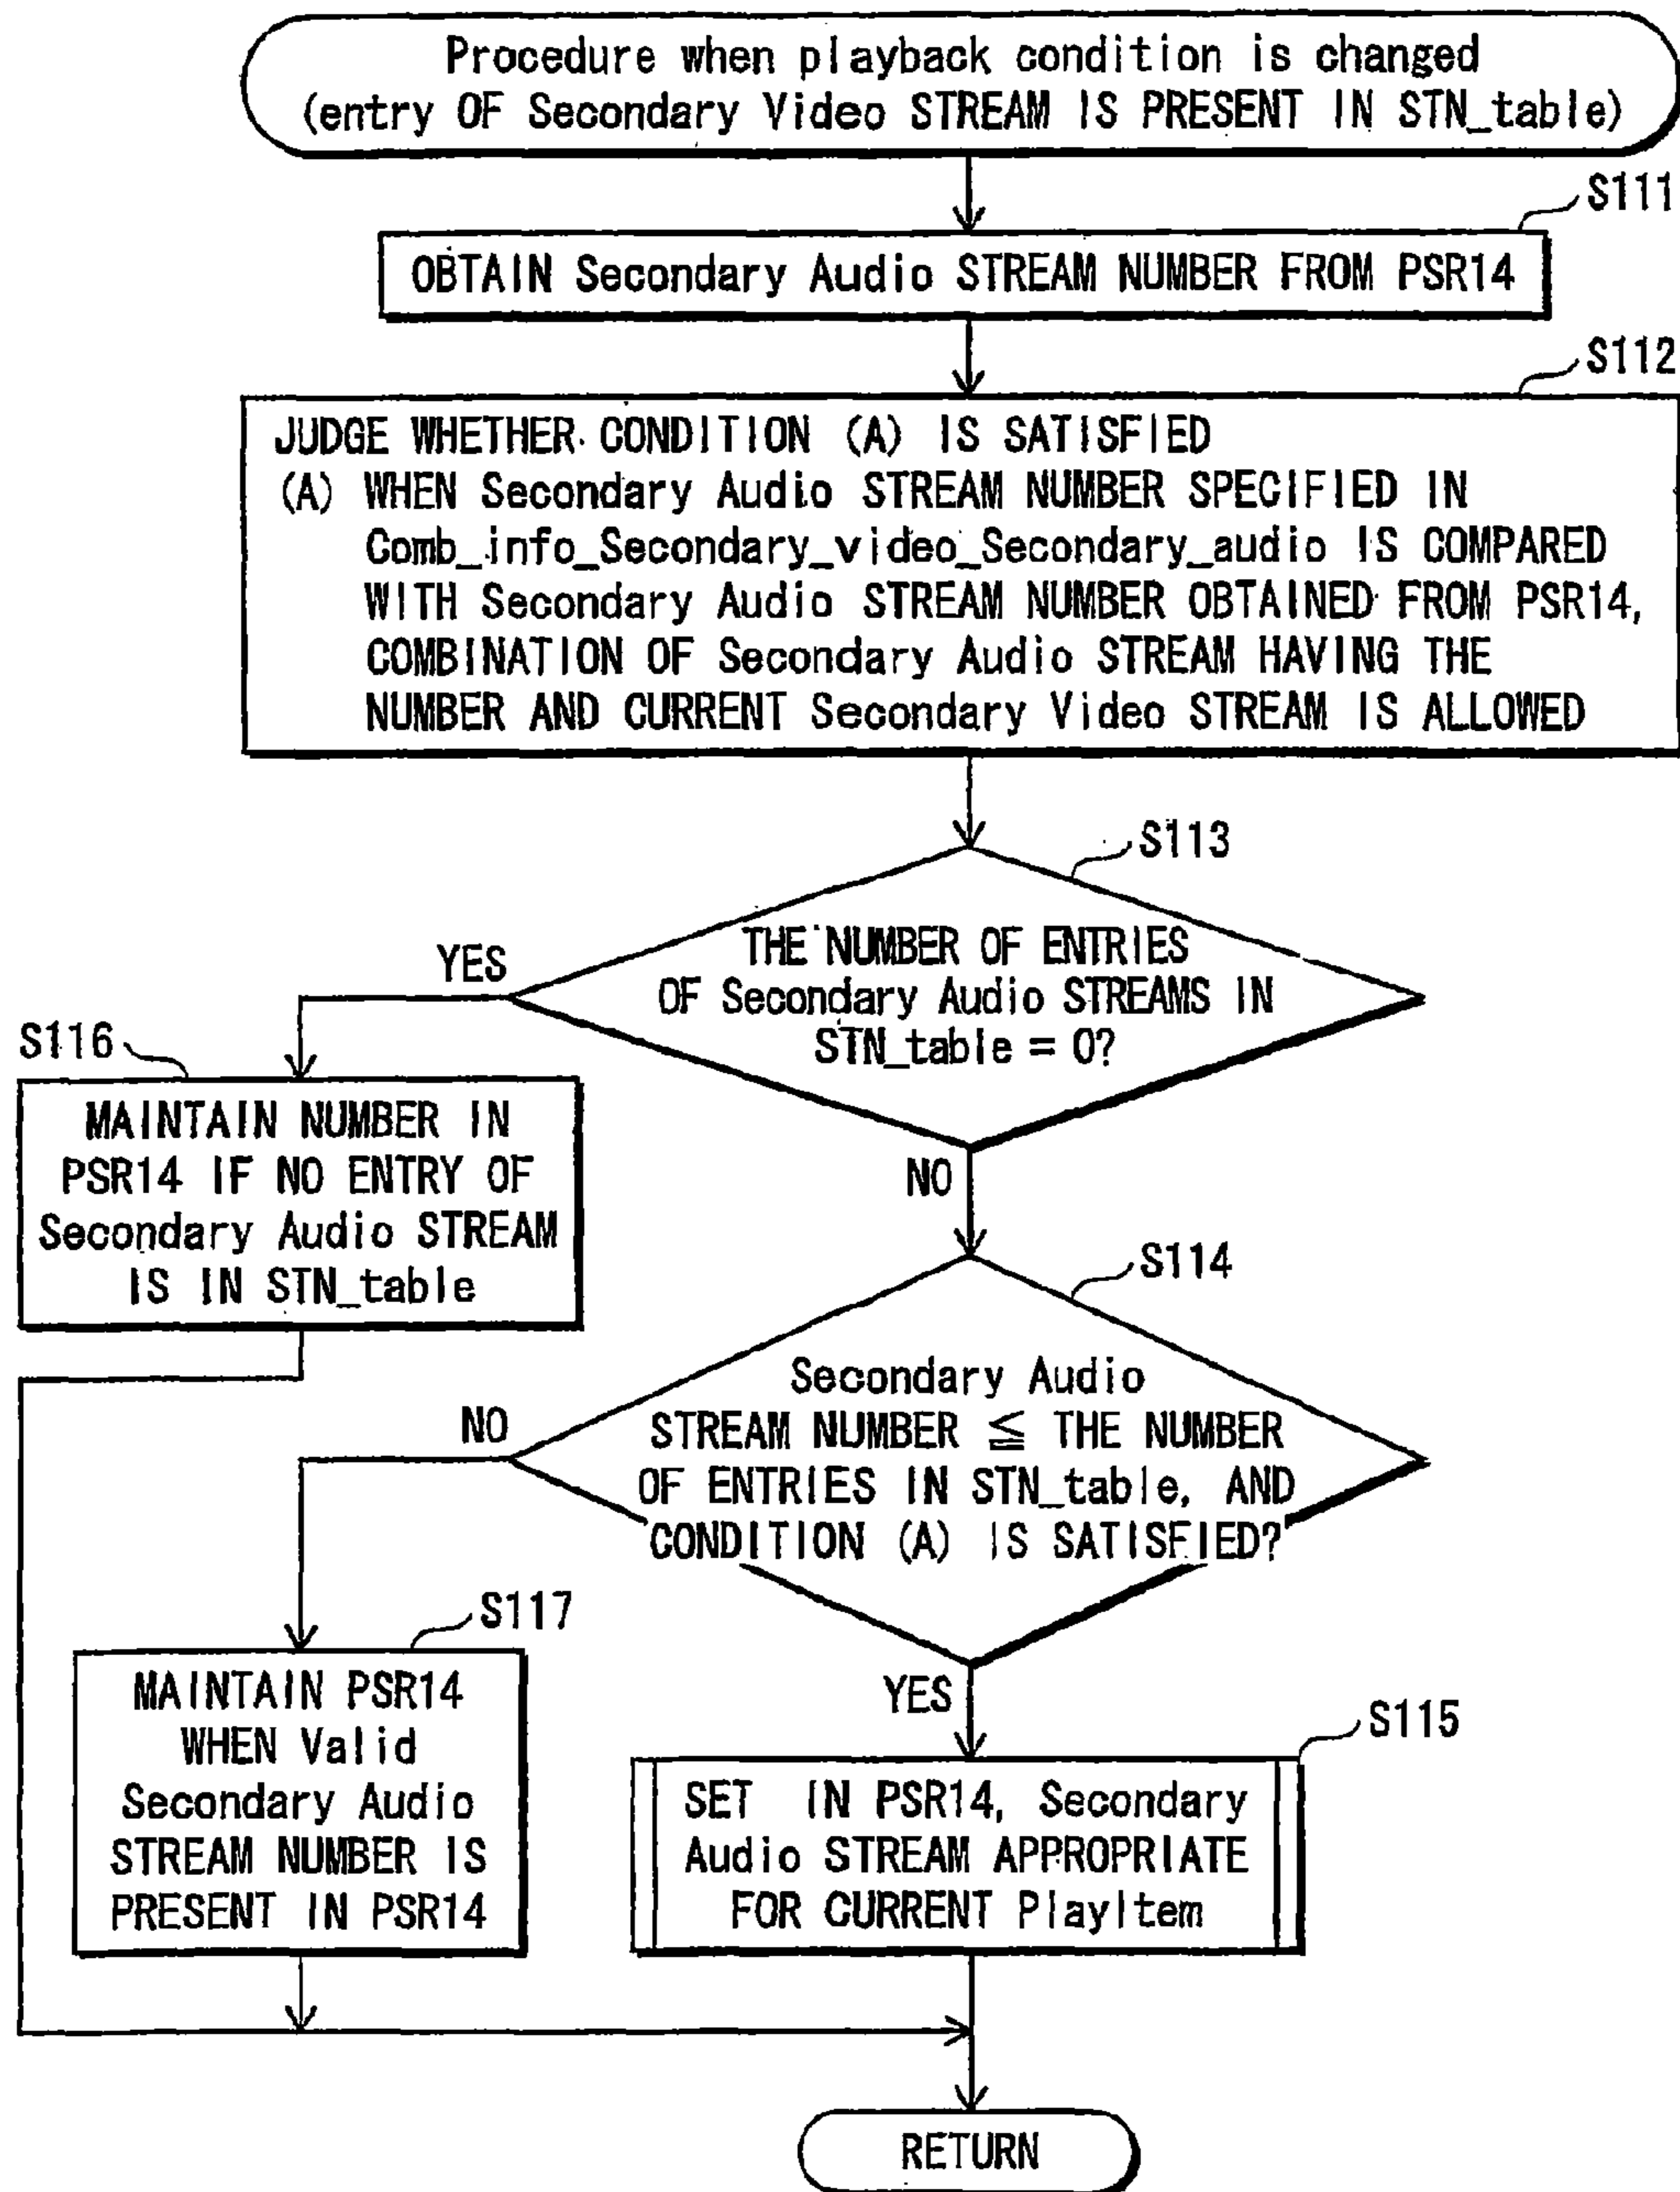 Procedure when playback condition is changed
(entry OF Secondary Video STREAM IS PRESENT IN STN_table)
S111
OBTAIN Secondary Audio STREAM NUMBER FROM PSR14
S112
JUDGE WHETHER CONDITION (A) IS SATISFIED
(A) WHEN Secondary Audio STREAM NUMBER SPECIFIED IN
Comb_info_Secondary_video_Secondary_audio IS COMPARED
WITH Secondary Audio STREAM NUMBER OBTAINED FROM PSR14,
COMBINATION OF Secondary Audio STREAM HAVING THE
NUMBER AND CURRENT Secondary Video STREAM IS ALLOWED
S113
THE NUMBER OF ENTRIES
OF Secondary Audio STREAMS IN
STN_table = 0?
YES
NO
S116
MAINTAIN NUMBER IN
PSR14 IF NO ENTRY OF
Secondary Audio STREAM
IS IN STN_table
S114
Secondary Audio
STREAM NUMBER ≦ THE NUMBER
OF ENTRIES IN STN_table, AND
CONDITION (A) IS SATISFIED?
NO
YES
S117
MAINTAIN PSR14
WHEN Valid
Secondary Audio
STREAM NUMBER IS
PRESENT IN PSR14
S115
SET IN PSR14, Secondary
Audio STREAM APPROPRIATE
FOR CURRENT PlayItem
RETURN